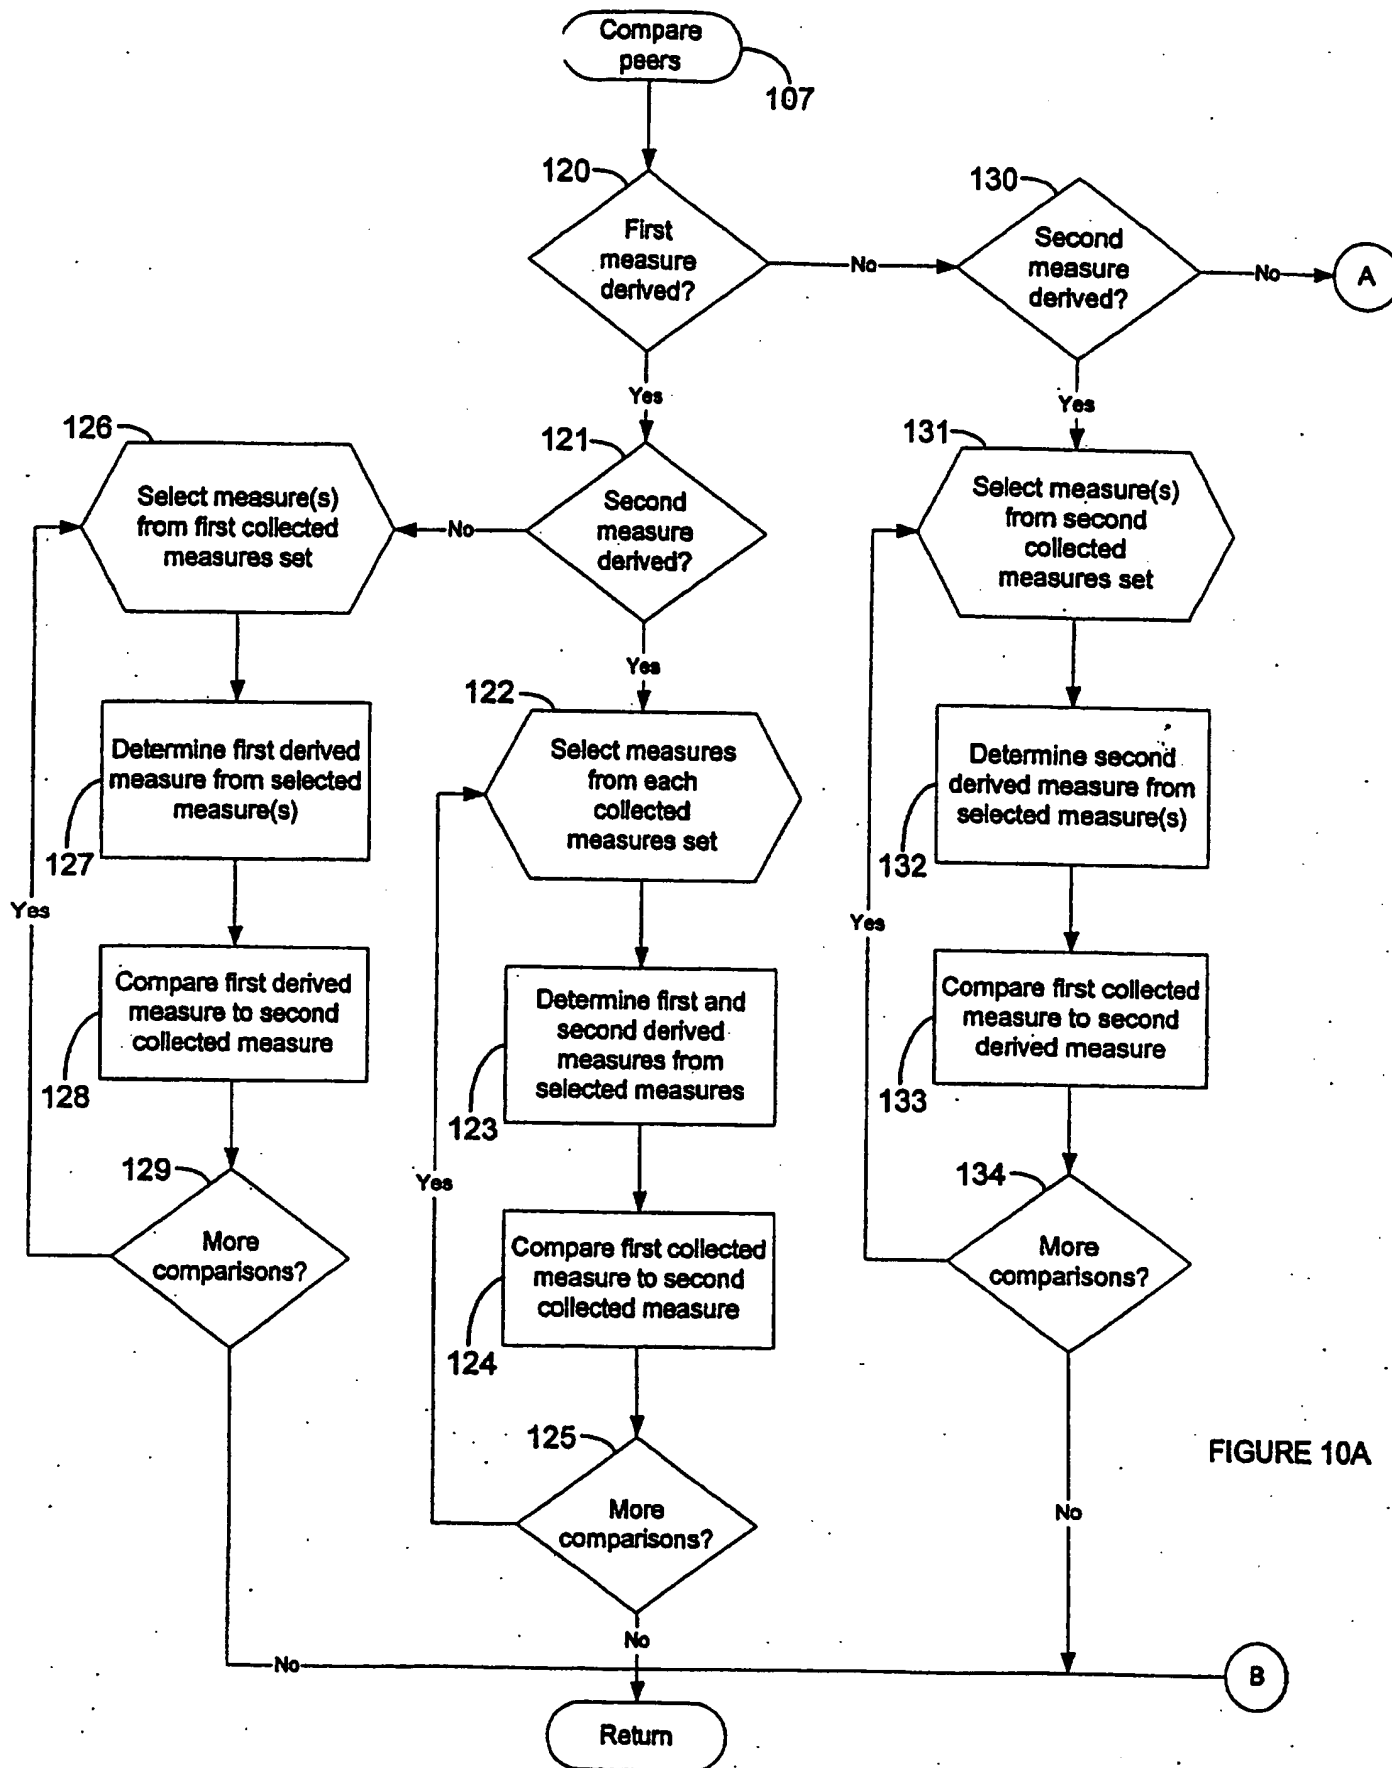 Compare
peers
107
120
First
measure
derived?
No
130
Second
measure
derived?
No
A
Yes
Yes
126
Select measure(s)
from first collected
measures set
No
121
Second
measure
derived?
131
Select measure(s)
from second
collected
measures set
Yes
122
Select measures
from each
collected
measures set
Determine first derived
measure from selected
measure(s)
127
Determine second
derived measure from
selected measure(s)
132
Yes
Yes
Compare first derived
measure to second
collected measure
128
Determine first and
second derived
measures from
selected measures
123
Compare first collected
measure to second
derived measure
133
129
More
comparisons?
Yes
Compare first collected
measure to second
collected measure
124
134
More
comparisons?
125
More
comparisons?
FIGURE 10A
No
No
No
B
Return